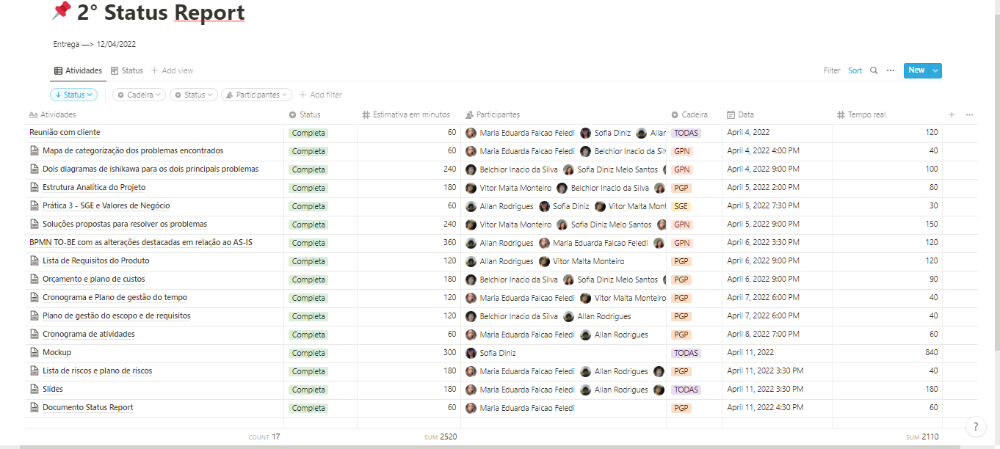 2° Status Report
Entrega —> 12/04/2022
Atividades Status + Add view Filter Sort ... New
↓ Status Cadeira Status Participantes + Add filter
Aa Atividades Status # Estimativa em minutos Participantes Cadeira Data # Tempo real + ...
Reunião com cliente Completa 60 Maria Eduarda Falcao Feledi Sofia Diniz Allan TODAS April 4, 2022 120
Mapa de categorização dos problemas encontrados Completa 60 Maria Eduarda Falcao Feledi Belchior Inacio da Sil GPN April 4, 2022 4:00 PM 40
Dois diagramas de ishikawa para os dois principais problemas Completa 240 Belchior Inacio da Silva Sofia Diniz Melo Santos GPN April 4, 2022 9:00 PM 100
Estrutura Analítica do Projeto Completa 180 Vitor Malta Monteiro Belchior Inacio da Silva PGP April 5, 2022 2:00 PM 80
Prática 3 - SGE e Valores de Negócio Completa 60 Allan Rodrigues Sofia Diniz Vitor Malta Mont SGE April 5, 2022 7:30 PM 30
Soluções propostas para resolver os problemas Completa 240 Vitor Malta Monteiro Sofia Diniz Melo Santos GPN April 5, 2022 9:00 PM 150
BPMN TO-BE com as alterações destacadas em relação ao AS-IS Completa 360 Allan Rodrigues Maria Eduarda Falcao Feledi GPN April 6, 2022 3:30 PM 120
Lista de Requisitos do Produto Completa 120 Allan Rodrigues Vitor Malta Monteiro PGP April 6, 2022 9:00 PM 120
Orçamento e plano de custos Completa 180 Belchior Inacio da Silva Sofia Diniz Melo Santos PGP April 6, 2022 9:00 PM 90
Cronograma e Plano de gestão do tempo Completa 120 Maria Eduarda Falcao Feledi Vitor Malta Monteiro PGP April 7, 2022 6:00 PM 40
Plano de gestão do escopo e de requisitos Completa 120 Belchior Inacio da Silva Allan Rodrigues PGP April 7, 2022 6:00 PM 40
Cronograma de atividades Completa 60 Maria Eduarda Falcao Feledi Allan Rodrigues PGP April 8, 2022 7:00 PM 60
Mockup Completa 300 Sofia Diniz TODAS April 11, 2022 840
Lista de riscos e plano de riscos Completa 180 Maria Eduarda Falcao Feledi Allan Rodrigues PGP April 11, 2022 3:30 PM 40
Slides Completa 180 Maria Eduarda Falcao Feledi Allan Rodrigues TODAS April 11, 2022 3:30 PM 180
Documento Status Report Completa 60 Maria Eduarda Falcao Feledi PGP April 11, 2022 4:30 PM 60
COUNT 17 SUM 2520 SUM 2110
?